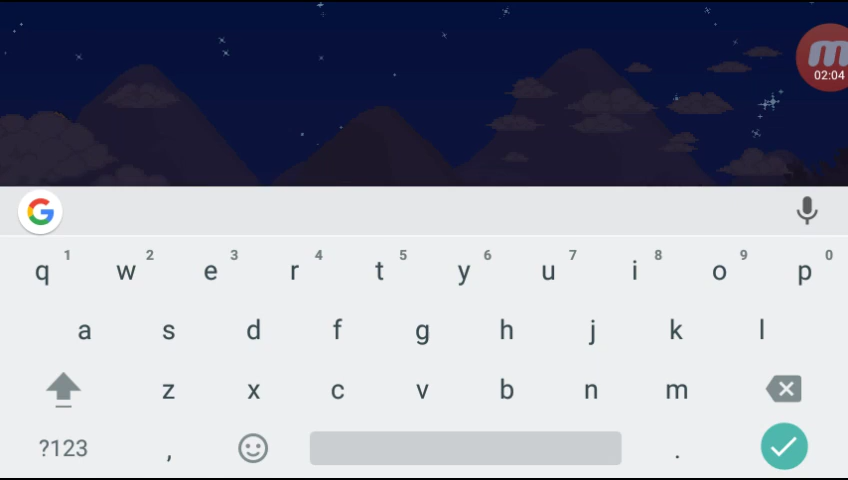 m
02:04
G
q 1 w 2 e 3 r 4 t 5 y 6 u 7 i 8 o 9 p 0
a s d f g h j k l
z x c v b n m
?123 , .